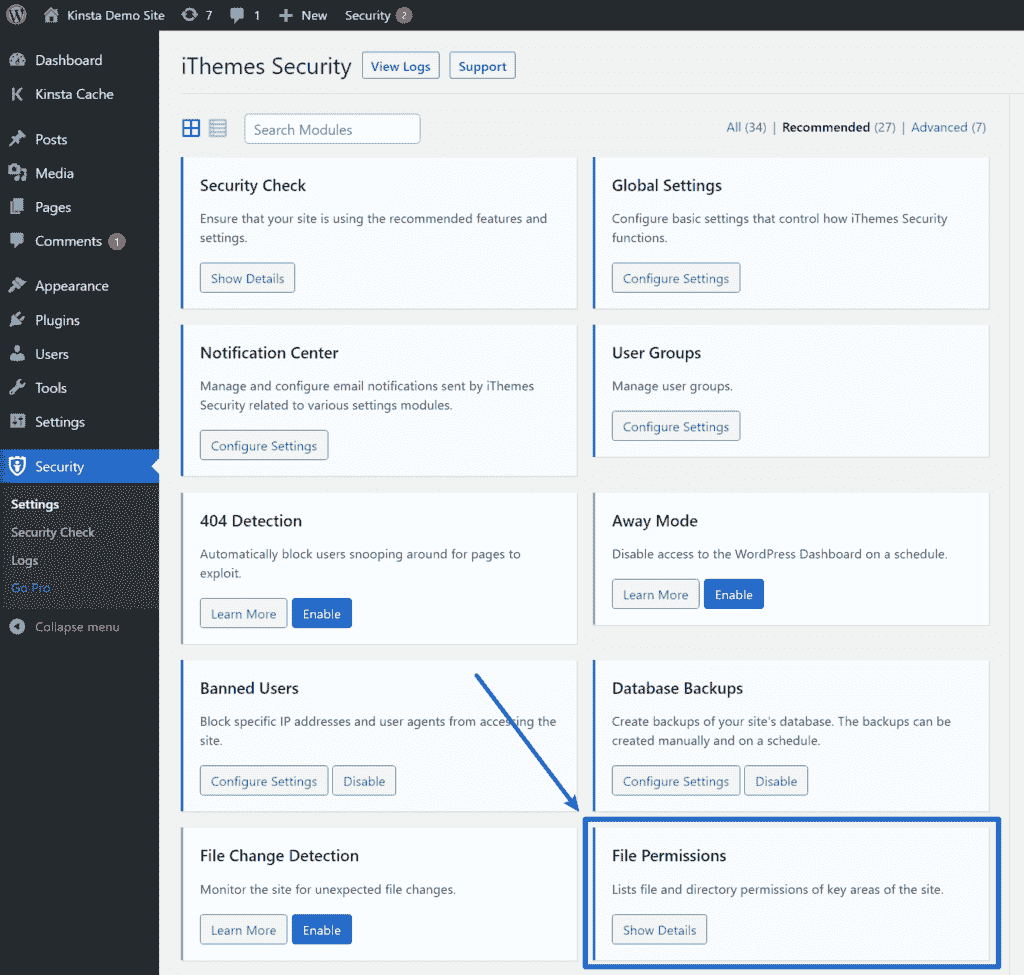 Kinsta Demo Site 7 1 New Security 2
Dashboard
Kinsta Cache
Posts
Media
Pages
Comments 1
Appearance
Plugins
Users
Tools
Settings
Security
Settings
Security Check
Logs
Go Pro
Collapse menu
iThemes Security View Logs Support
Search Modules
All (34) | Recommended (27) | Advanced (7)
Security Check
Ensure that your site is using the recommended features and
settings.
Show Details
Global Settings
Configure basic settings that control how iThemes Security
functions.
Configure Settings
Notification Center
Manage and configure email notifications sent by iThemes
Security related to various settings modules.
Configure Settings
User Groups
Manage user groups.
Configure Settings
404 Detection
Automatically block users snooping around for pages to
exploit.
Learn More Enable
Away Mode
Disable access to the WordPress Dashboard on a schedule.
Learn More Enable
Banned Users
Block specific IP addresses and user agents from accessing the
site.
Configure Settings Disable
Database Backups
Create backups of your site's database. The backups can be
created manually and on a schedule.
Configure Settings Disable
File Change Detection
Monitor the site for unexpected file changes.
Learn More Enable
File Permissions
Lists file and directory permissions of key areas of the site.
Show Details